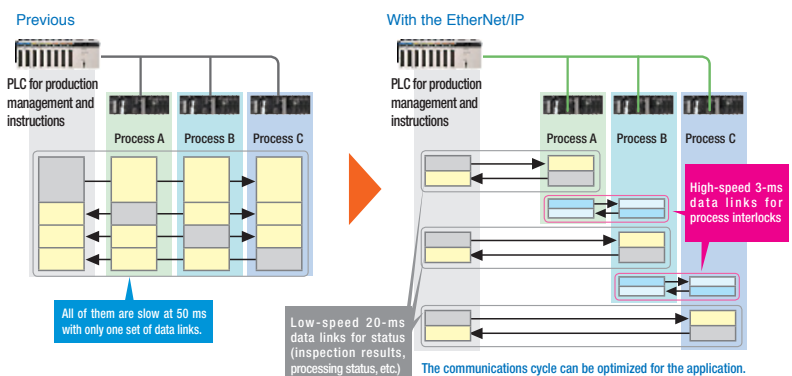 Previous
PLC for production
management and
instructions
Process A
Process B
Process C
All of them are slow at 50 ms
with only one set of data links.
With the EtherNet/IP
PLC for production
management and
instructions
Process A
Process B
Process C
High-speed 3-ms
data links for
process interlocks
Low-speed 20-ms
data links for status
(inspection results,
processing status, etc.)
The communications cycle can be optimized for the application.